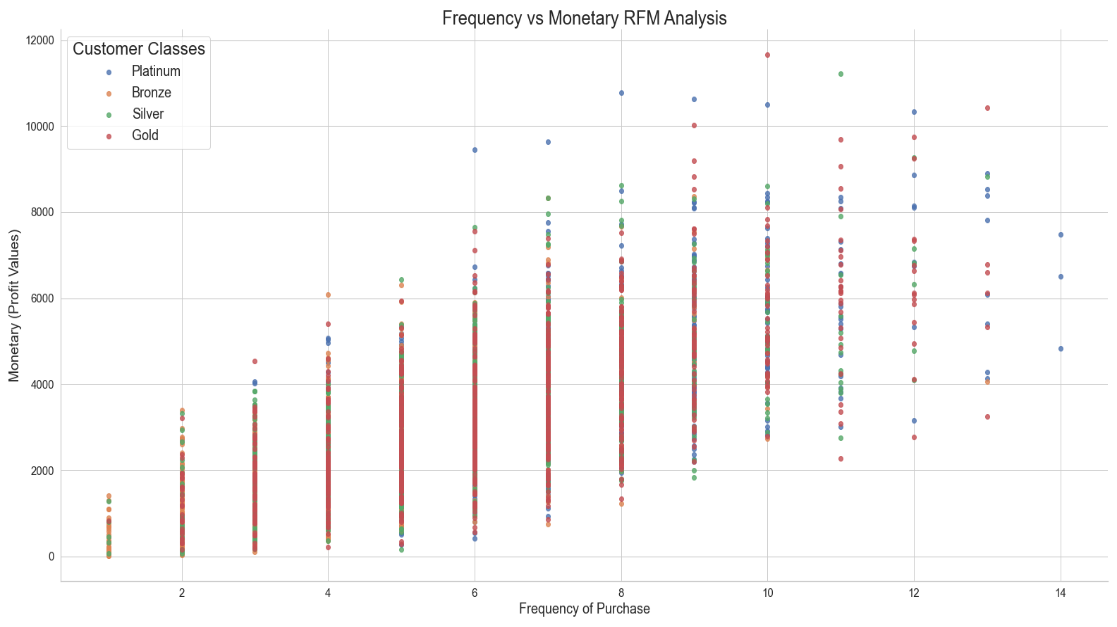 Frequency vs Monetary RFM Analysis
12000
10000
8000
6000
4000
2000
0
Monetary (Profit Values)
Customer Classes
Platinum
Bronze
Silver
Gold
2 4 6 8 10 12 14
Frequency of Purchase